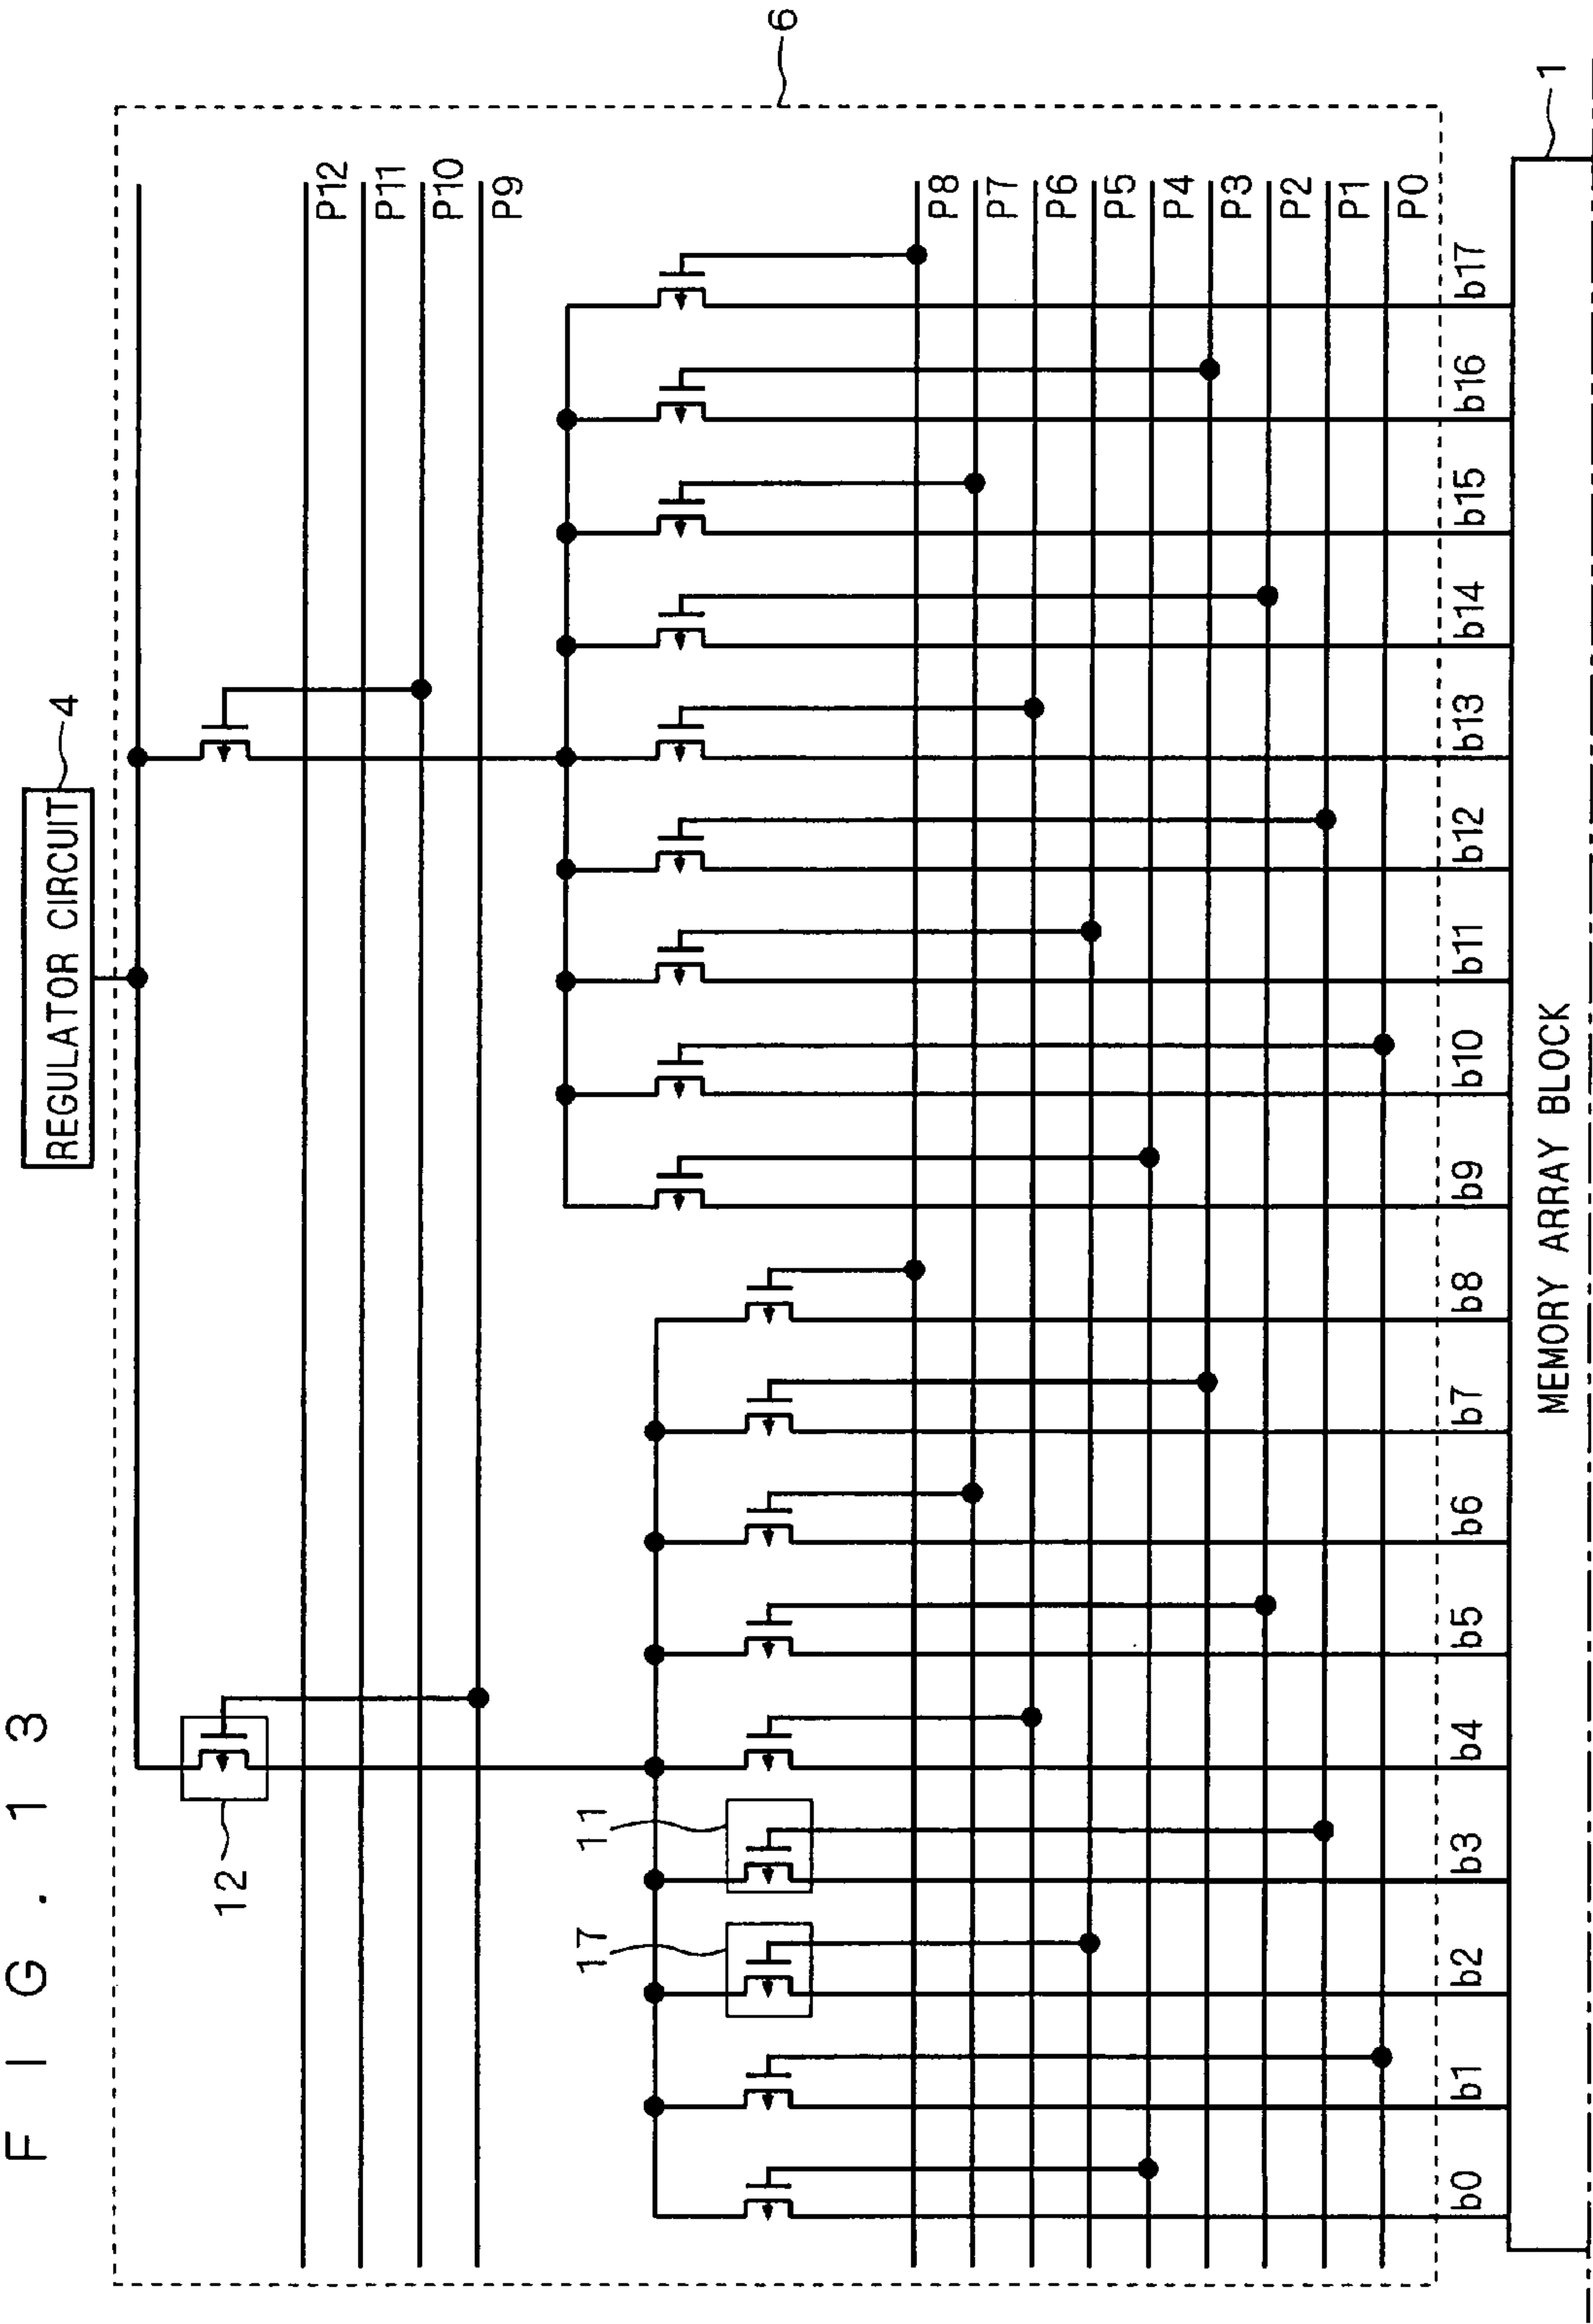 FIG. 13
REGULATOR CIRCUIT
4
6
12
P12
P11
P10
P9
17
11
P8
P7
P6
P5
P4
P3
P2
P1
P0
b0 b1 b2 b3 b4 b5 b6 b7 b8 b9 b10 b11 b12 b13 b14 b15 b16 b17
MEMORY ARRAY BLOCK
1